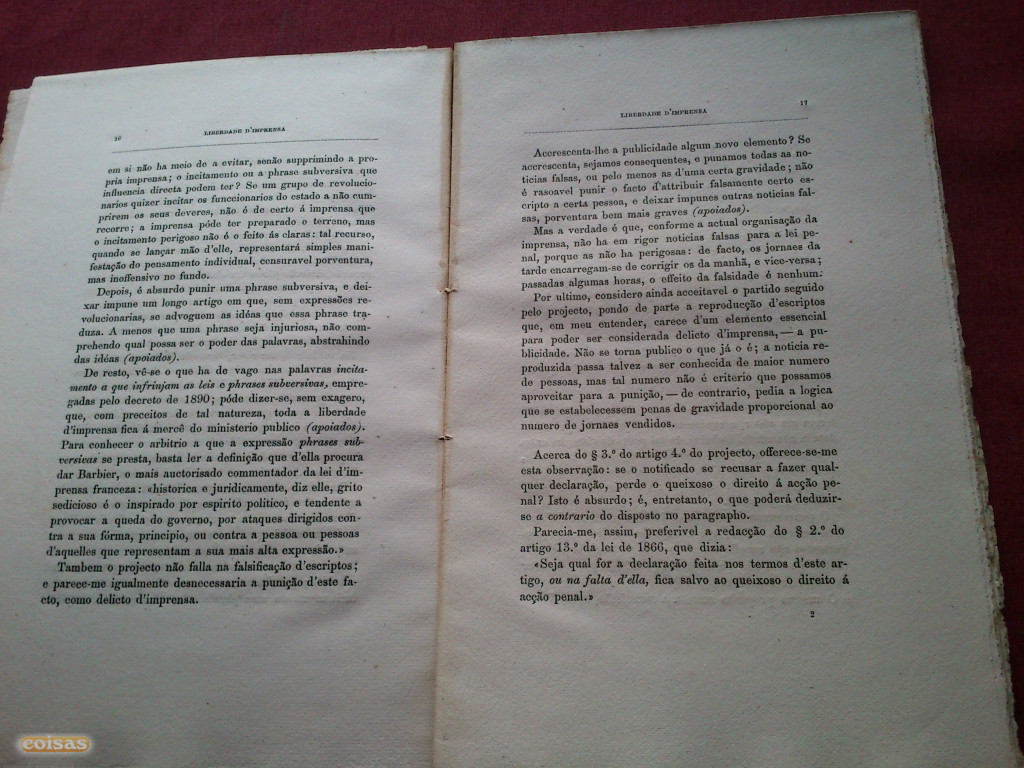 16
LIBERDADE D'IMPRENSA
em si não ha meio de a evitar, senão supprimindo a pro-
pria imprensa; o incitamento ou a phrase subversiva que
influencia directa podem ter? Se um grupo de revolucio-
narios quizer incitar os funccionarios do estado a não cum-
prirem os seus deveres, não é de certo á imprensa que
recorre; a imprensa póde ter preparado o terreno, mas
o incitamento perigoso não é o feito ás claras: tal recurso,
quando se lançar mão d'elle, representará simples mani-
festação do pensamento individual, censuravel porventura,
mas inoffensivo no fundo.
Depois, é absurdo punir uma phrase subversiva, e dei-
xar impune um longo artigo em que, sem expressões re-
volucionarias, se advoguem as idéas que essa phrase tra-
duza. A menos que uma phrase seja injuriosa, não com-
prehendo qual possa ser o poder das palavras, abstrahindo
das idéas (apoiados).
De resto, vê-se o que ha de vago nas palavras incita-
mento a que infrinjam as leis e phrases subversivas, empre-
gadas pelo decreto de 1890; póde dizer-se, sem exagero,
que, com preceitos de tal natureza, toda a liberdade
d'imprensa fica á mercê do ministerio publico (apoiados).
Para conhecer o arbitrio a que a expressão phrases sub-
versivas se presta, basta ler a definição que d'ella procura
dar Barbier, o mais auctorisado commentador da lei d'im-
prensa franceza: «historica e juridicamente, diz elle, grito
sedicioso é o inspirado por espirito politico, e tendente a
provocar a queda do governo, por ataques dirigidos con-
tra a sua fórma, principio, ou contra a pessoa ou pessoas
d'aquelles que representam a sua mais alta expressão.»
Tambem o projecto não falla na falsificação d'escriptos;
e parece-me igualmente desnecessaria a punição d'este fa-
cto, como delicto d'imprensa.
LIBERDADE D'IMPRENSA
17
Accrescenta-lhe a publicidade algum novo elemento? Se
accrescenta, sejamos consequentes, e punamos todas as no-
ticias falsas, ou pelo menos as d'uma certa gravidade; não
é rasoavel punir o facto d'attribuir falsamente certo es-
cripto a certa pessoa, e deixar impunes outras noticias fal-
sas, porventura bem mais graves (apoiados).
Mas a verdade é que, conforme a actual organisação da
imprensa, não ha em rigor noticias falsas para a lei pe-
nal, porque as não ha perigosas: de facto, os jornaes da
tarde encarregam-se de corrigir os da manhã, e vice-versa;
passadas algumas horas, o effeito da falsidade é nenhum.
Por ultimo, considero ainda acceitavel o partido seguido
pelo projecto, pondo de parte a reproducção d'escriptos
que, em meu entender, carece d'um elemento essencial
para poder ser considerada delicto d'imprensa,—a pu-
blicidade. Não se torna publico o que já o é; a noticia re-
produzida passa talvez a ser conhecida de maior numero
de pessoas, mas tal numero não é criterio que possamos
aproveitar para a punição,—de contrario, pedia a logica
que se estabelecessem penas de gravidade proporcional ao
numero de jornaes vendidos.
Acerca do § 3.º do artigo 4.º do projecto, offerece-se-me
esta observação: se o notificado se recusar a fazer qual-
quer declaração, perde o queixoso o direito á acção pe-
nal? Isto é absurdo; é, entretanto, o que poderá deduzir-
se a contrario do disposto no paragrapho.
Parecia-me, assim, preferivel a redacção do § 2.º do
artigo 13.º da lei de 1866, que dizia:
«Seja qual for a declaração feita nos termos d'este ar-
tigo, ou na falta d'ella, fica salvo ao queixoso o direito á
acção penal.»
2
coisas